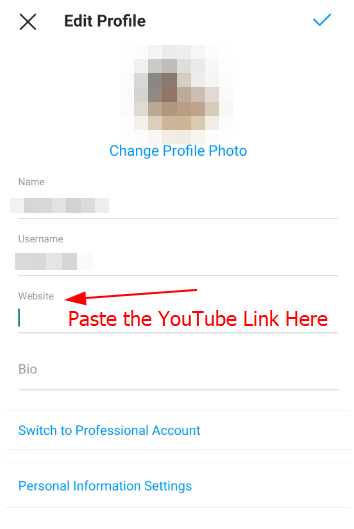 Edit Profile
Change Profile Photo
Name
Username
Website
Paste the YouTube Link Here
Bio
Switch to Professional Account
Personal Information Settings